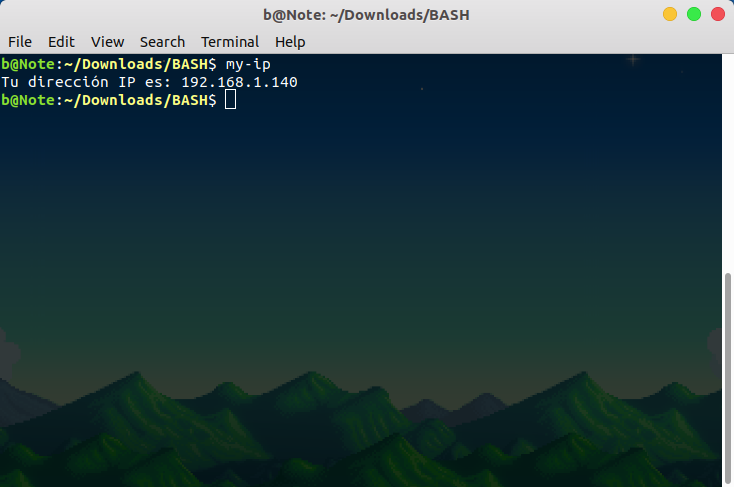 b@Note: ~/Downloads/BASH
File Edit View Search Terminal Help
b@Note:~/Downloads/BASH$ my-ip
Tu dirección IP es: 192.168.1.140
b@Note:~/Downloads/BASH$